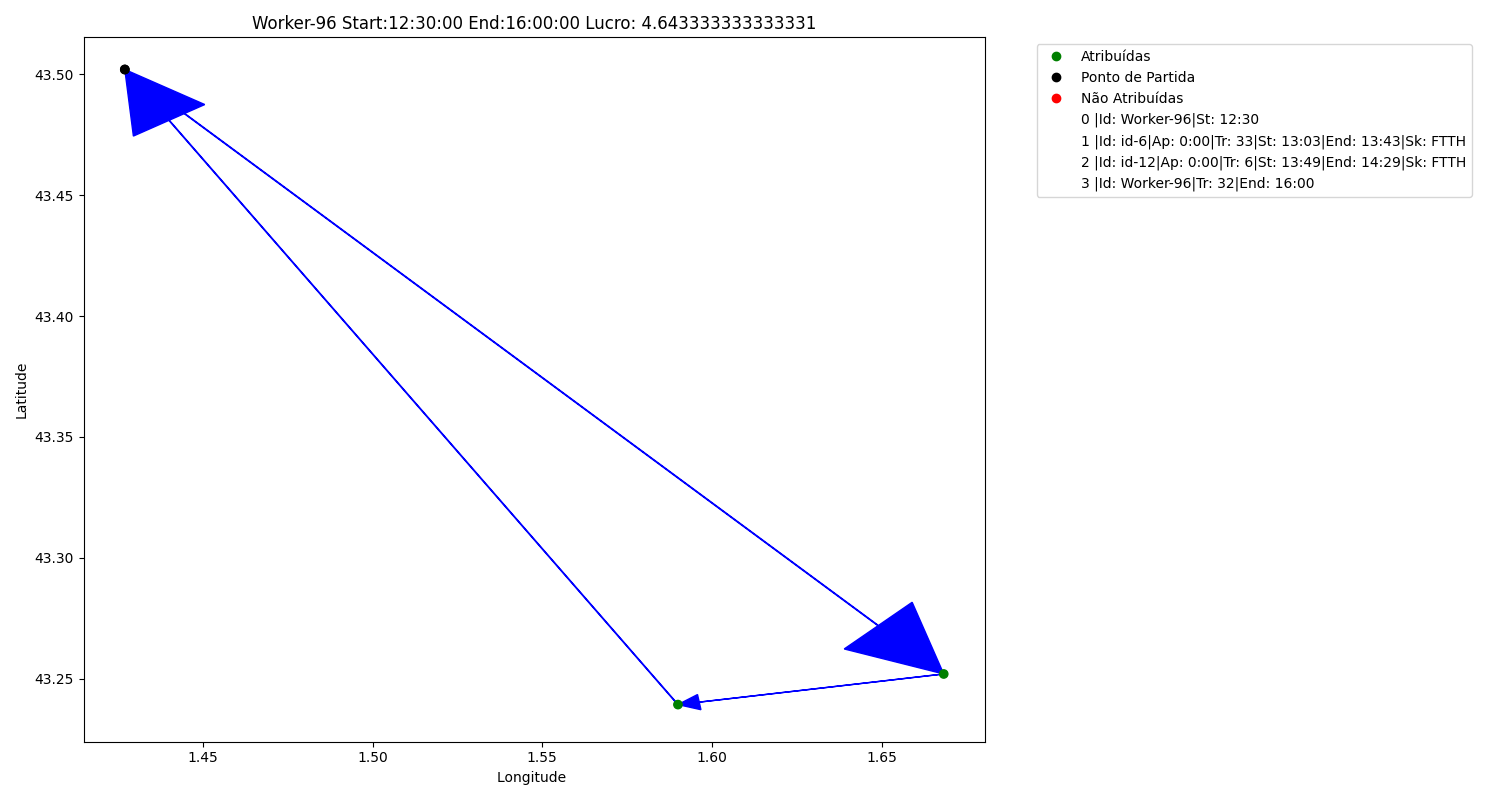 Worker-96 Start:12:30:00 End:16:00:00 Lucro: 4.643333333333331
43.50
43.45
43.40
43.35
43.30
43.25
Latitude
1.45
1.50
1.55
1.60
1.65
Longitude
Atribuídas
Ponto de Partida
Não Atribuídas
0 |Id: Worker-96|St: 12:30
1 |Id: id-6|Ap: 0:00|Tr: 33|St: 13:03|End: 13:43|Sk: FTTH
2 |Id: id-12|Ap: 0:00|Tr: 6|St: 13:49|End: 14:29|Sk: FTTH
3 |Id: Worker-96|Tr: 32|End: 16:00